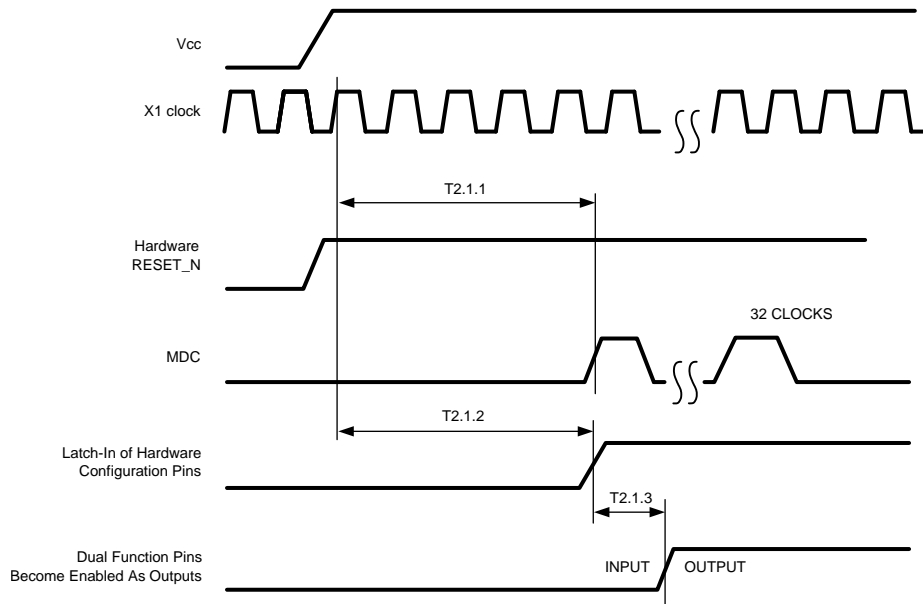 Vcc
X1 clock
T2.1.1
Hardware
RESET_N
32 CLOCKS
MDC
T2.1.2
Latch-In of Hardware
Configuration Pins
T2.1.3
Dual Function Pins
Become Enabled As Outputs
INPUT
OUTPUT